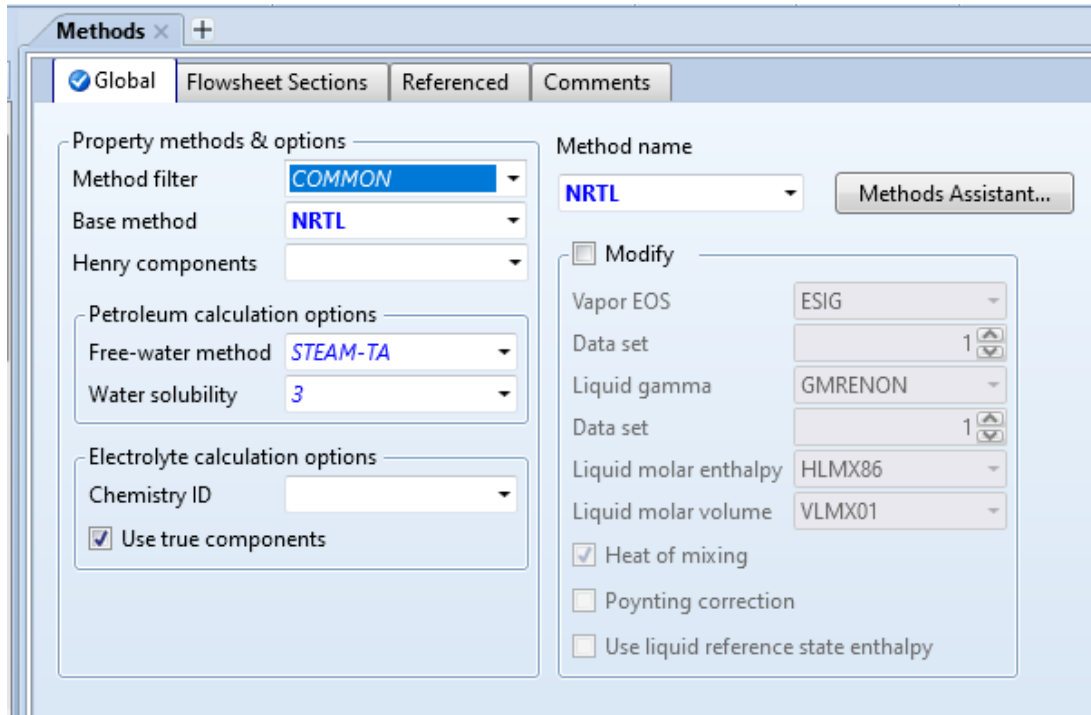 Methods
Global Flowsheet Sections Referenced Comments
Property methods & options
Method filter COMMON
Base method NRTL
Henry components
Petroleum calculation options
Free-water method STEAM-TA
Water solubility 3
Electrolyte calculation options
Chemistry ID
Use true components
Method name
NRTL Methods Assistant...
Modify
Vapor EOS ESIG
Data set 1
Liquid gamma GMRENON
Data set 1
Liquid molar enthalpy HLMX86
Liquid molar volume VLMX01
Heat of mixing
Poynting correction
Use liquid reference state enthalpy